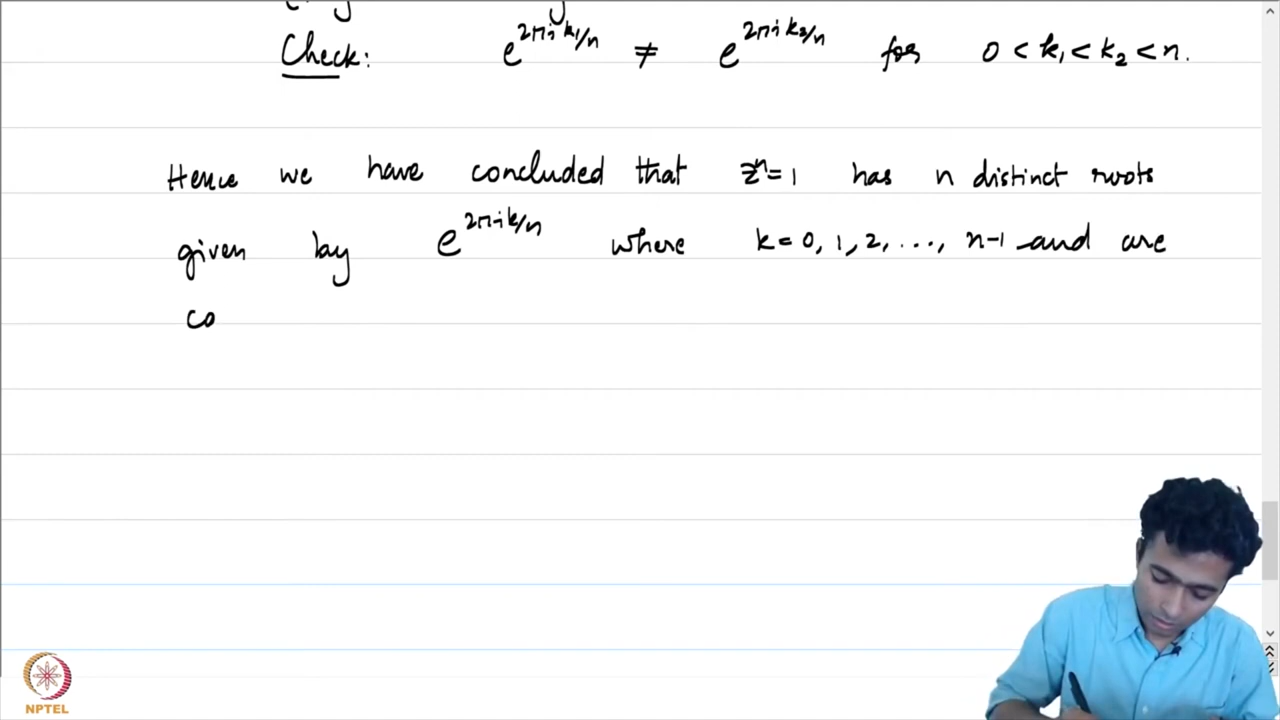 Check: e^{2πik₁/n} ≠ e^{2πik₂/n} for 0 < k₁ < k₂ < n.
Hence we have concluded that zⁿ=1 has n distinct roots
given by e^{2πik/n} where k=0, 1, 2, ..., n-1 and are
co
NPTEL